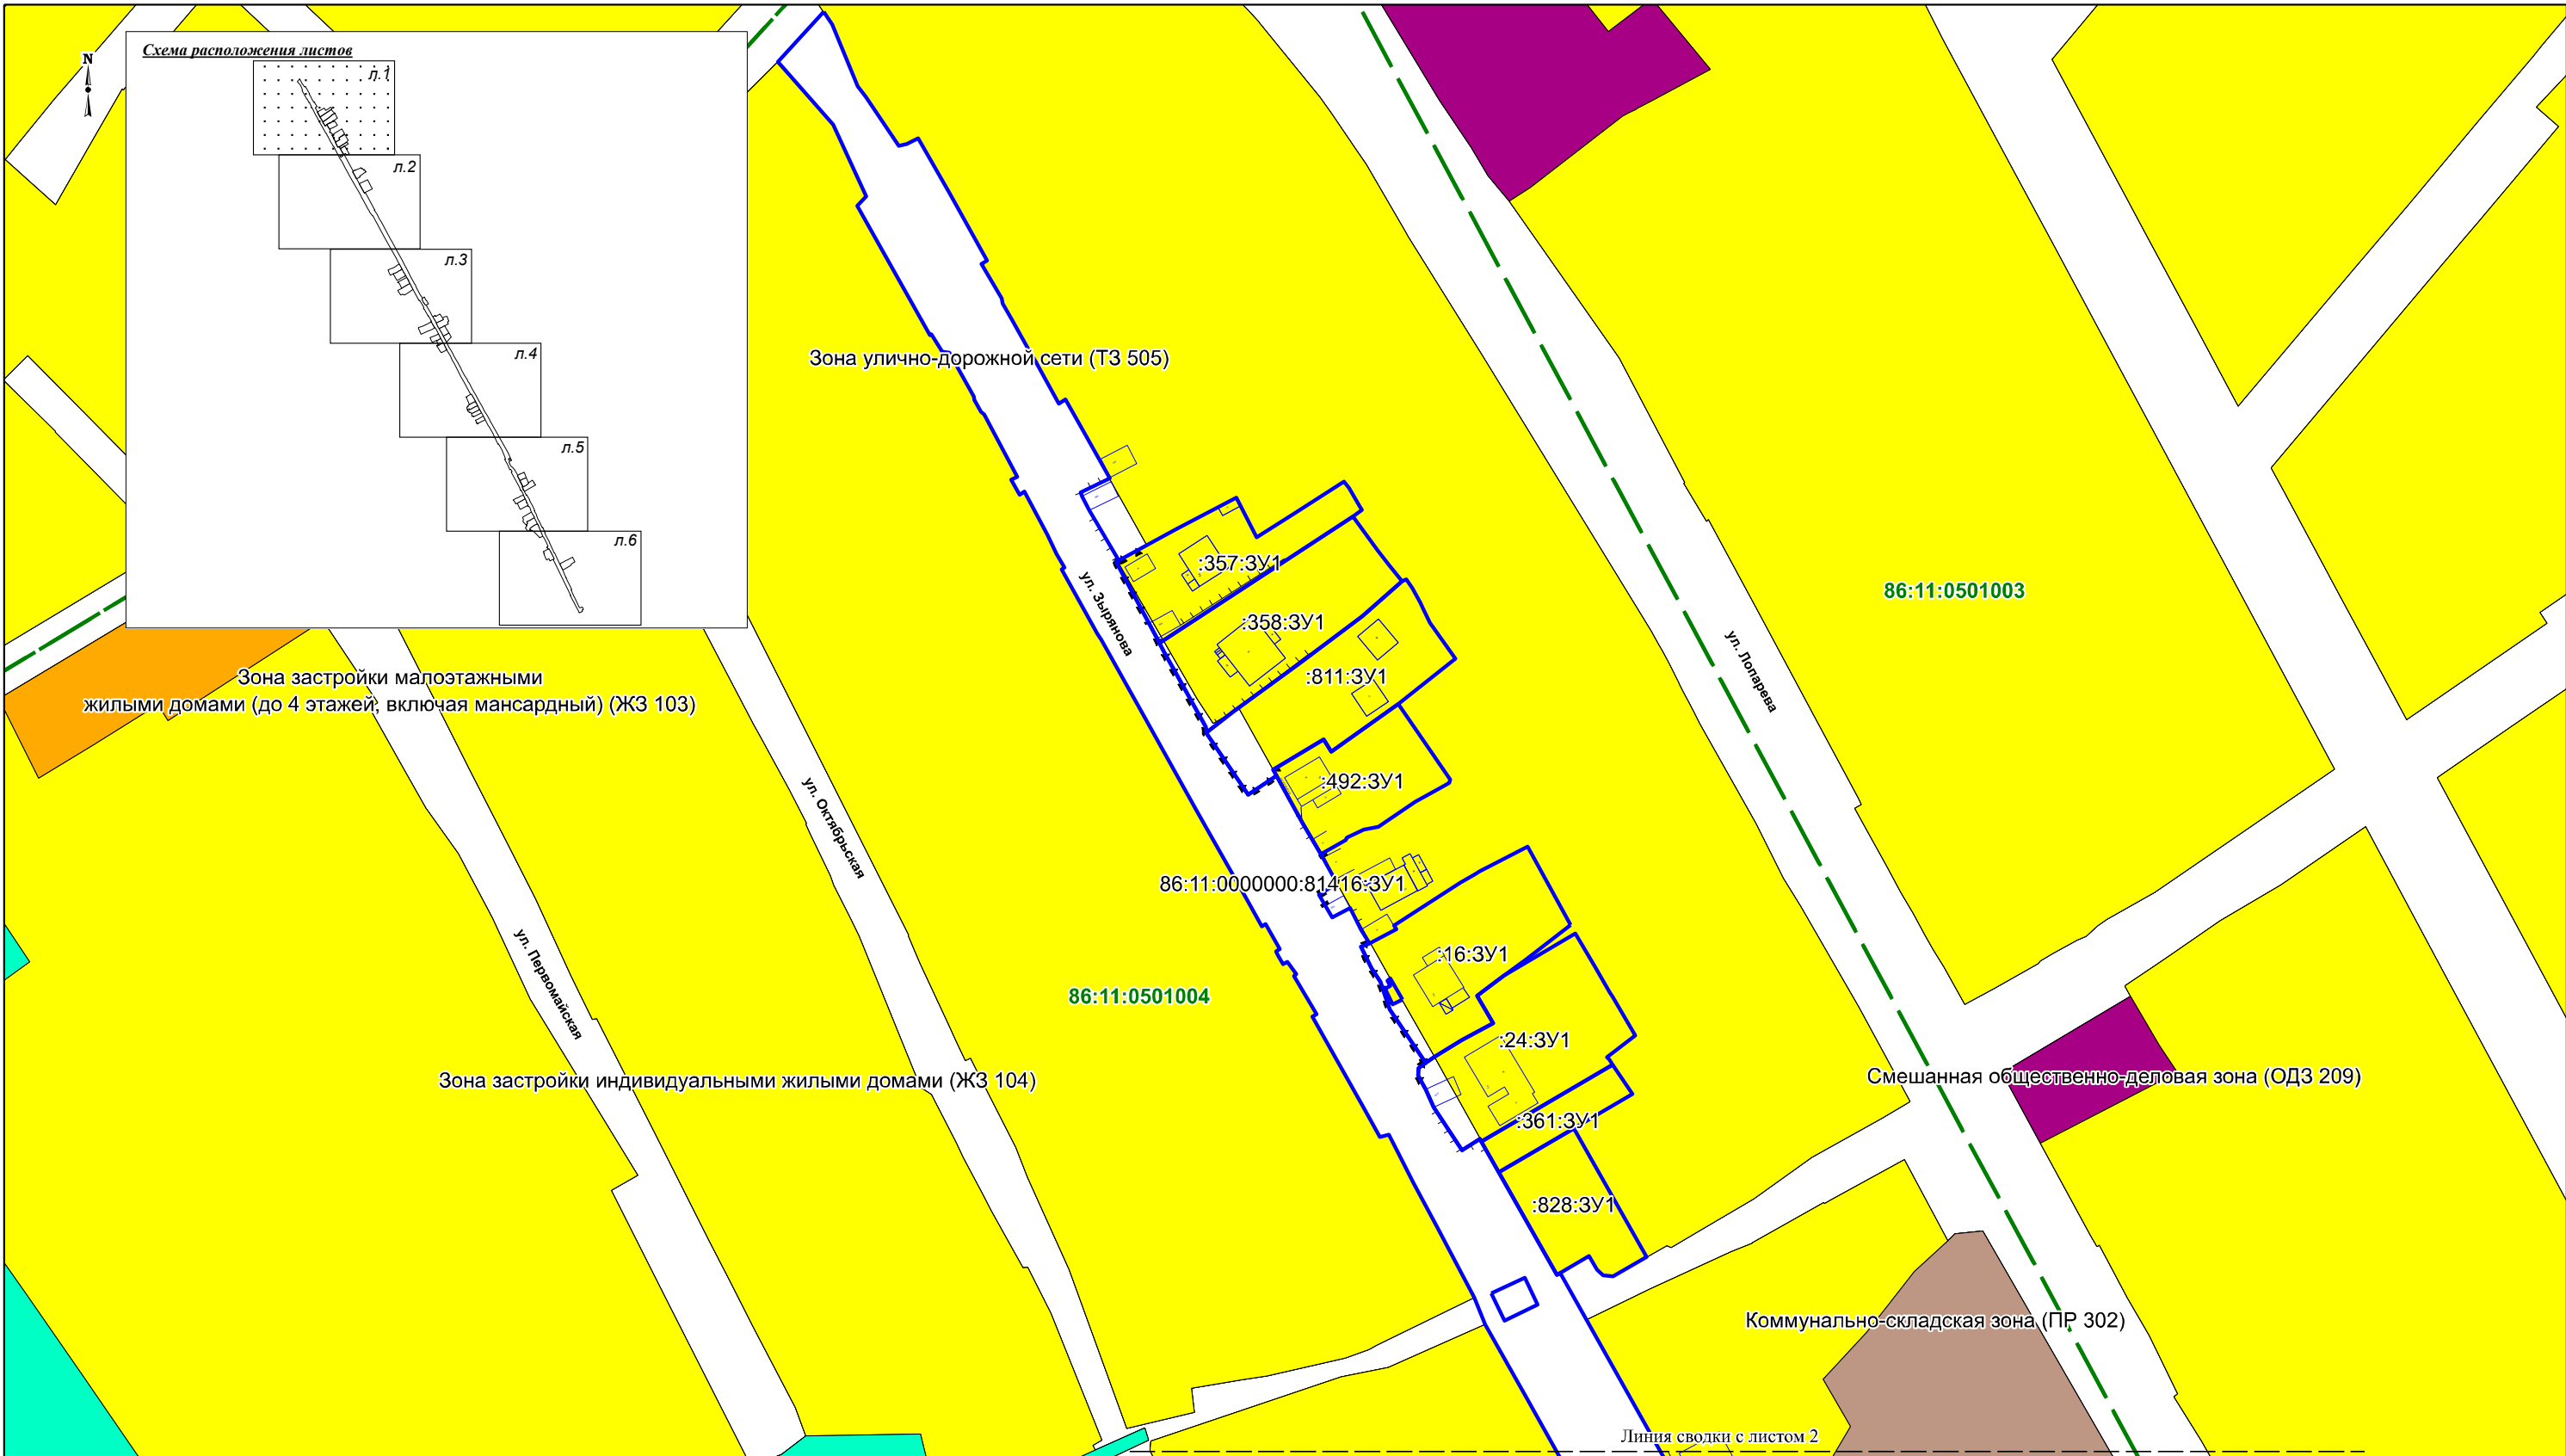 Схема расположения листов
N
л.1
л.2
л.3
л.4
л.5
л.6
Зона улично-дорожной сети (ТЗ 505)
:357:ЗУ1
86:11:0501003
ул. Зырянова
:358:ЗУ1
ул. Лопарева
Зона застройки малоэтажными
жилыми домами (до 4 этажей, включая мансардный) (ЖЗ 103)
:811:ЗУ1
:492:ЗУ1
ул. Октябрьская
86:11:0000000:81416:ЗУ1
ул. Первомайская
:16:ЗУ1
86:11:0501004
:24:ЗУ1
Зона застройки индивидуальными жилыми домами (ЖЗ 104)
Смешанная общественно-деловая зона (ОДЗ 209)
:361:ЗУ1
:828:ЗУ1
Коммунально-складская зона (ПР 302)
Линия сводки с листом 2